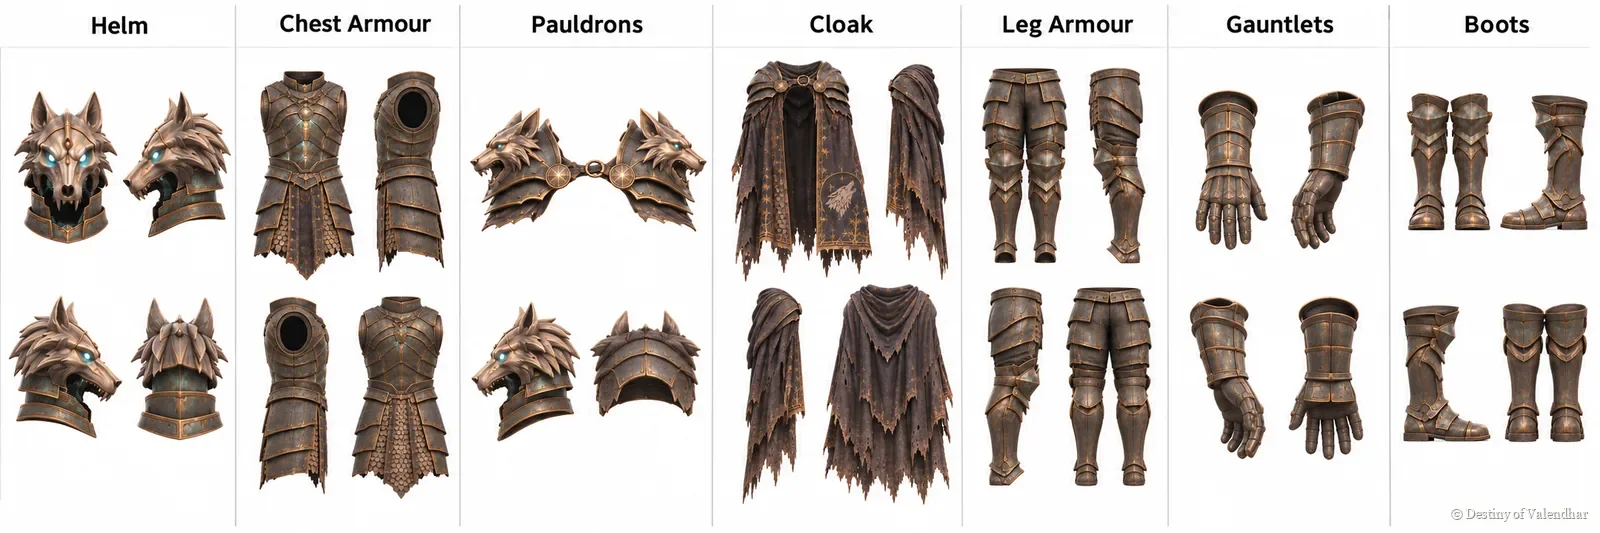 Helm
Chest Armour
Pauldrons
Cloak
Leg Armour
Gauntlets
Boots
© Destiny of Valendhar